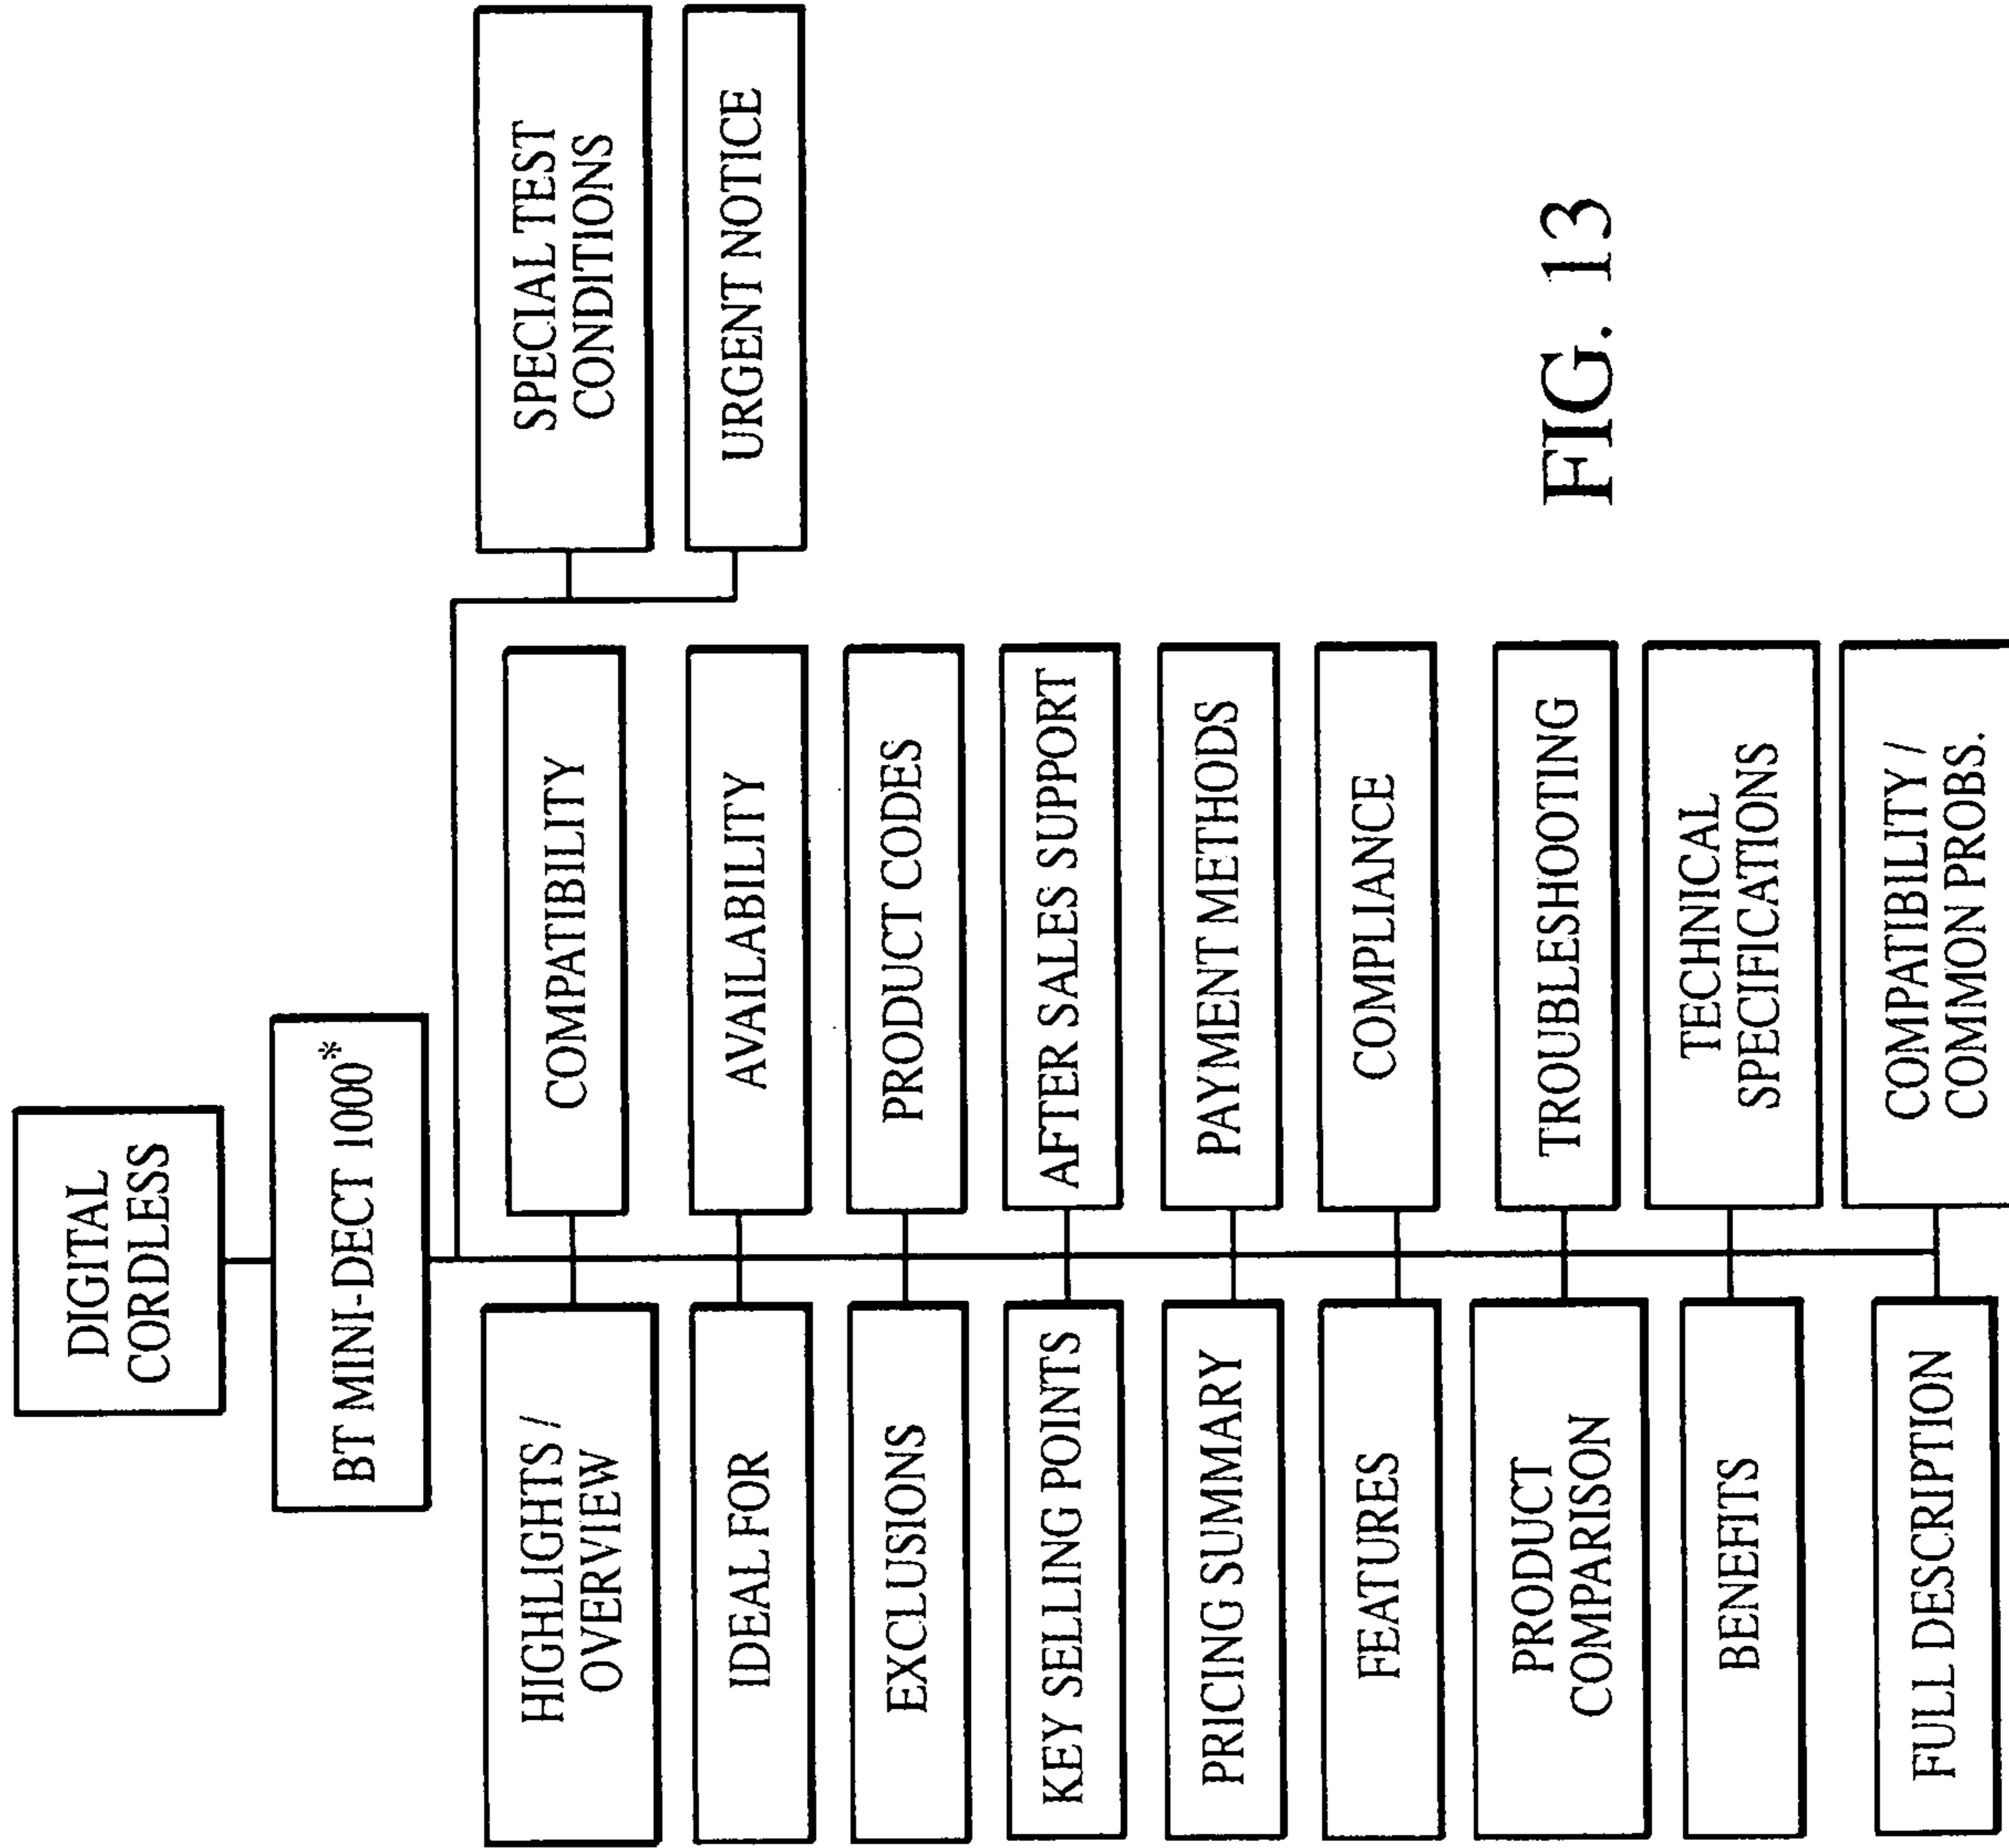 DIGITAL
CORDLESS
BT MINI-DECT 1000*
HIGHLIGHTS /
OVERVIEW
IDEAL FOR
EXCLUSIONS
KEY SELLING POINTS
PRICING SUMMARY
FEATURES
PRODUCT
COMPARISON
BENEFITS
FULL DESCRIPTION
COMPATIBILITY
AVAILABILITY
PRODUCT CODES
AFTER SALES SUPPORT
PAYMENT METHODS
COMPLIANCE
TROUBLESHOOTING
TECHNICAL
SPECIFICATIONS
COMPATIBILITY /
COMMON PROBS.
SPECIAL TEST
CONDITIONS
URGENT NOTICE
FIG. 13